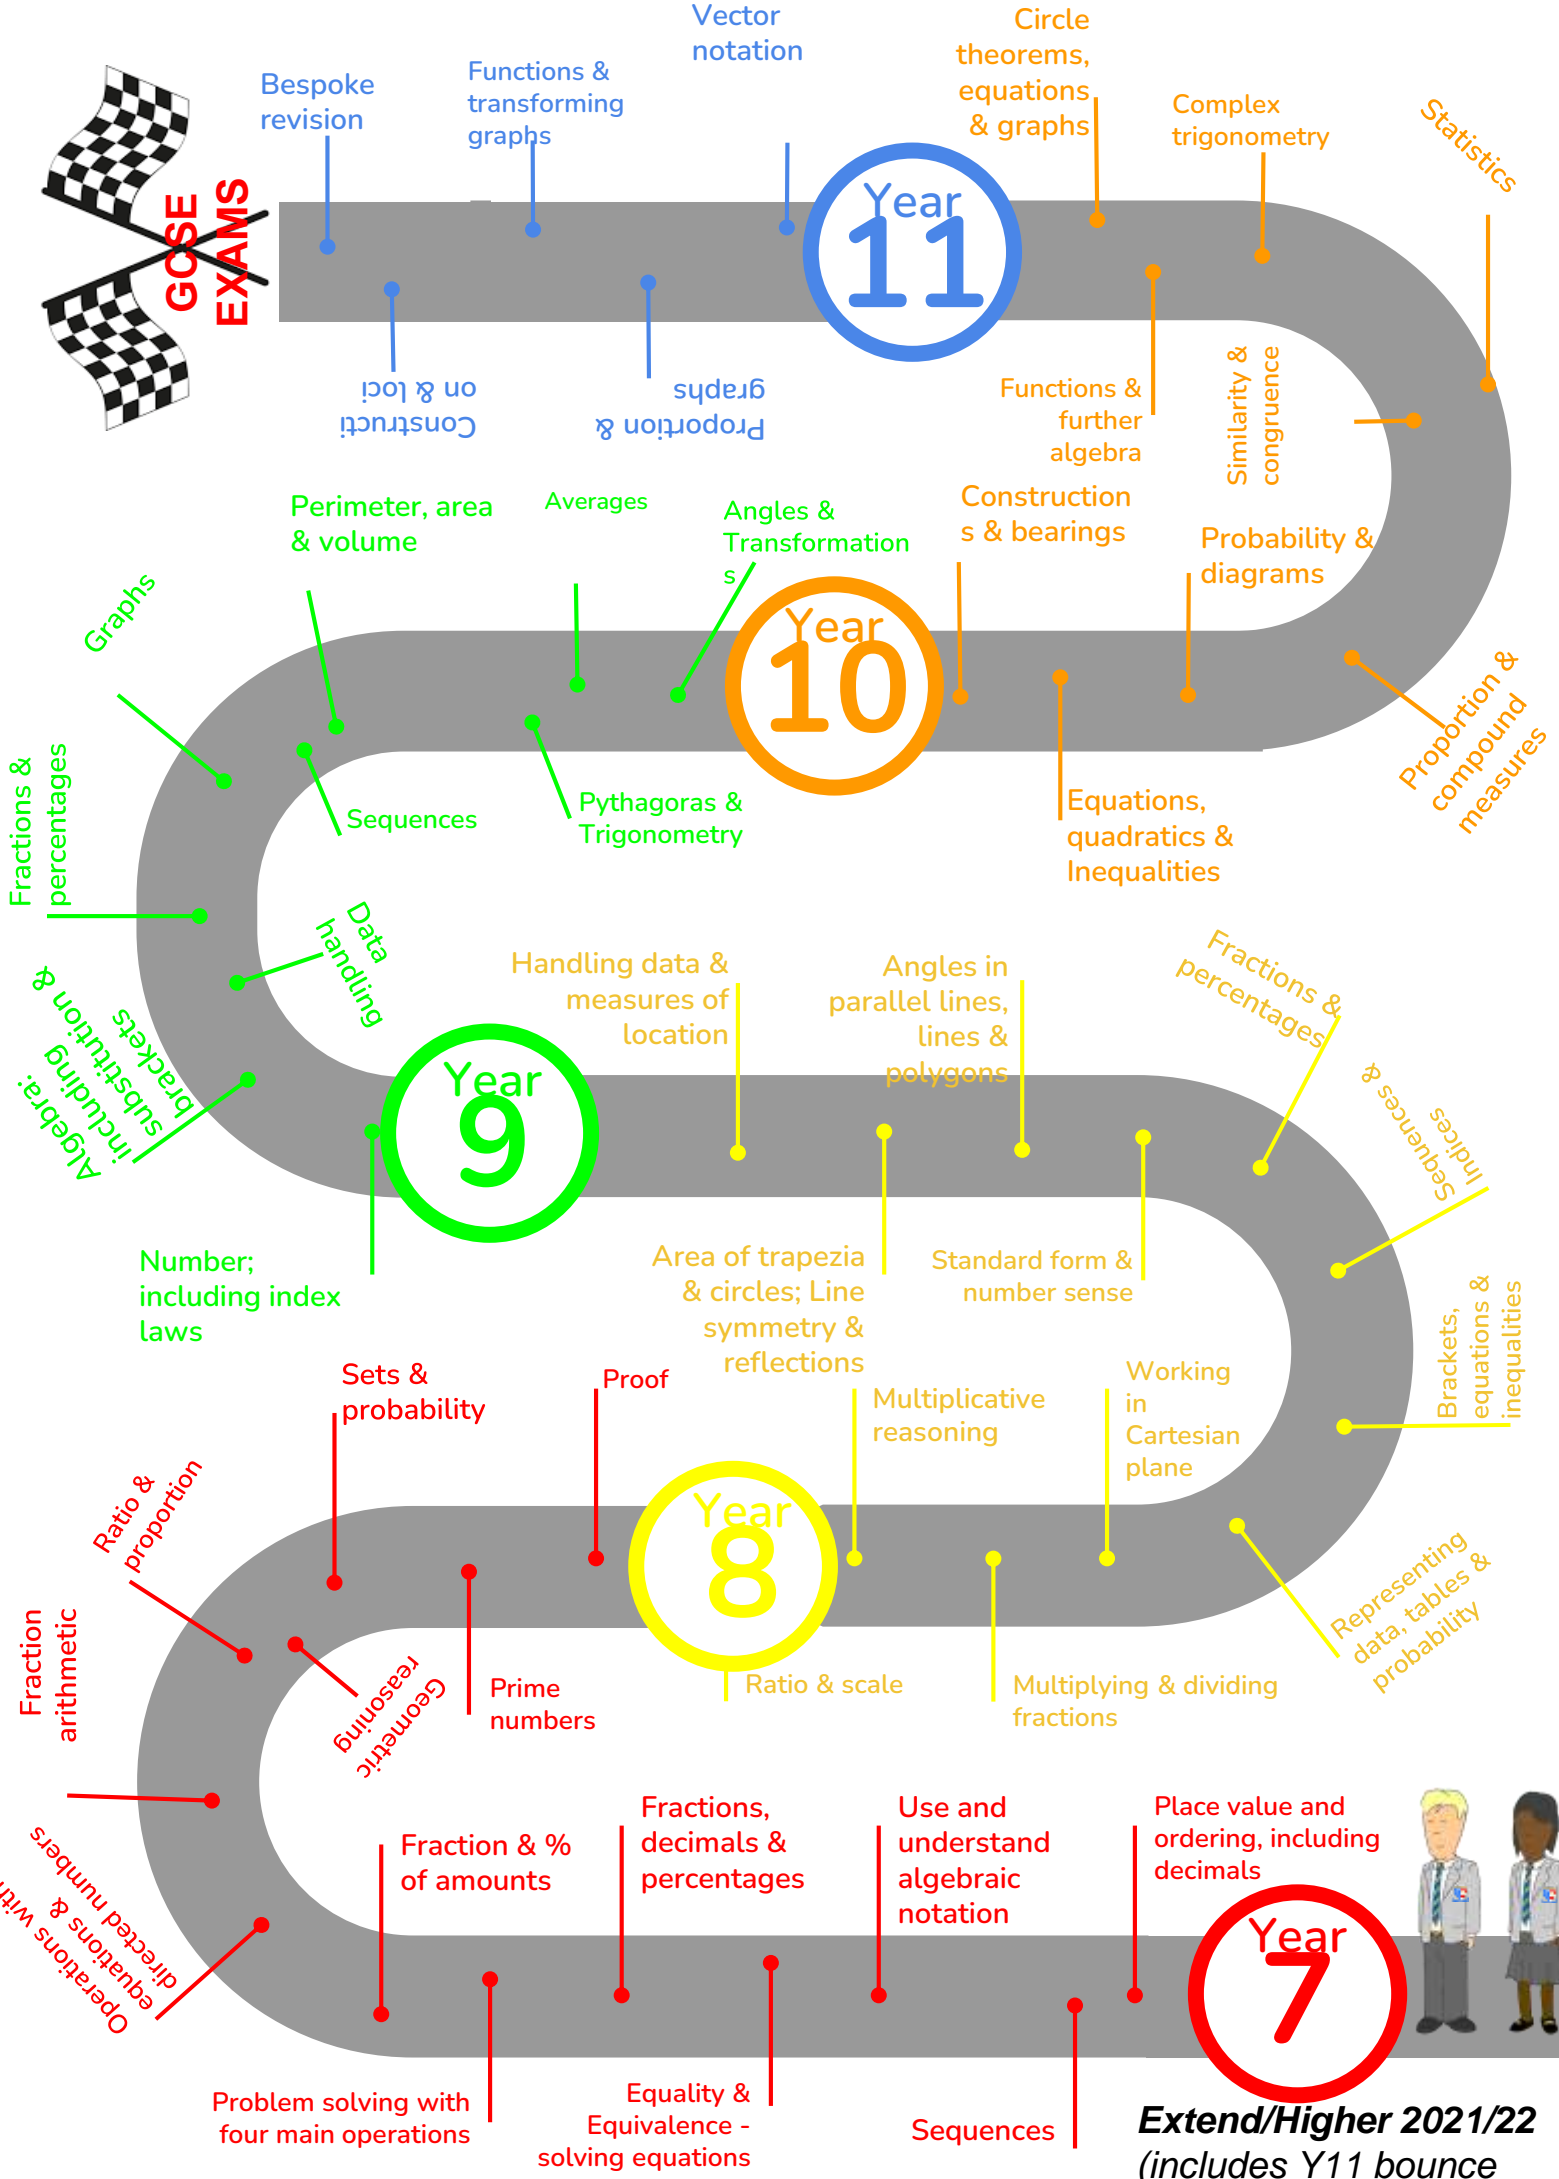 Vector
notation
Circle
theorems,
equations
& graphs
Bespoke
revision
Functions &
transforming
graphs
Complex
trigonometry
Statistics
GCSE
EXAMS
Year
11
Constructi
on & loci
Proportion &
graphs
Functions &
further
algebra
Similarity &
congruence
Perimeter, area
& volume
Averages
Angles &
Transformation
s
Construction
s & bearings
Probability &
diagrams
Graphs
Year
10
Proportion &
compound
measures
Fractions &
percentages
Sequences
Pythagoras &
Trigonometry
Equations,
quadratics &
Inequalities
Data
handling
Algebra:
including
substitution &
brackets
Handling data &
measures of
location
Angles in
parallel lines,
lines &
polygons
Fractions &
percentages
Sequences &
Indices
Year
9
Number;
including index
laws
Area of trapezia
& circles; Line
symmetry &
reflections
Standard form &
number sense
Brackets,
equations &
inequalities
Sets &
probability
Proof
Multiplicative
reasoning
Working
in
Cartesian
plane
Ratio &
proportion
Year
8
Representing
data, tables &
probability
Fraction
arithmetic
Geometric
reasoning
Prime
numbers
Ratio & scale
Multiplying & dividing
fractions
Operations with
equations &
directed numbers
Fraction & %
of amounts
Fractions,
decimals &
percentages
Use and
understand
algebraic
notation
Place value and
ordering, including
decimals
Year
7
Problem solving with
four main operations
Equality &
Equivalence -
solving equations
Sequences
Extend/Higher 2021/22
(includes Y11 bounce